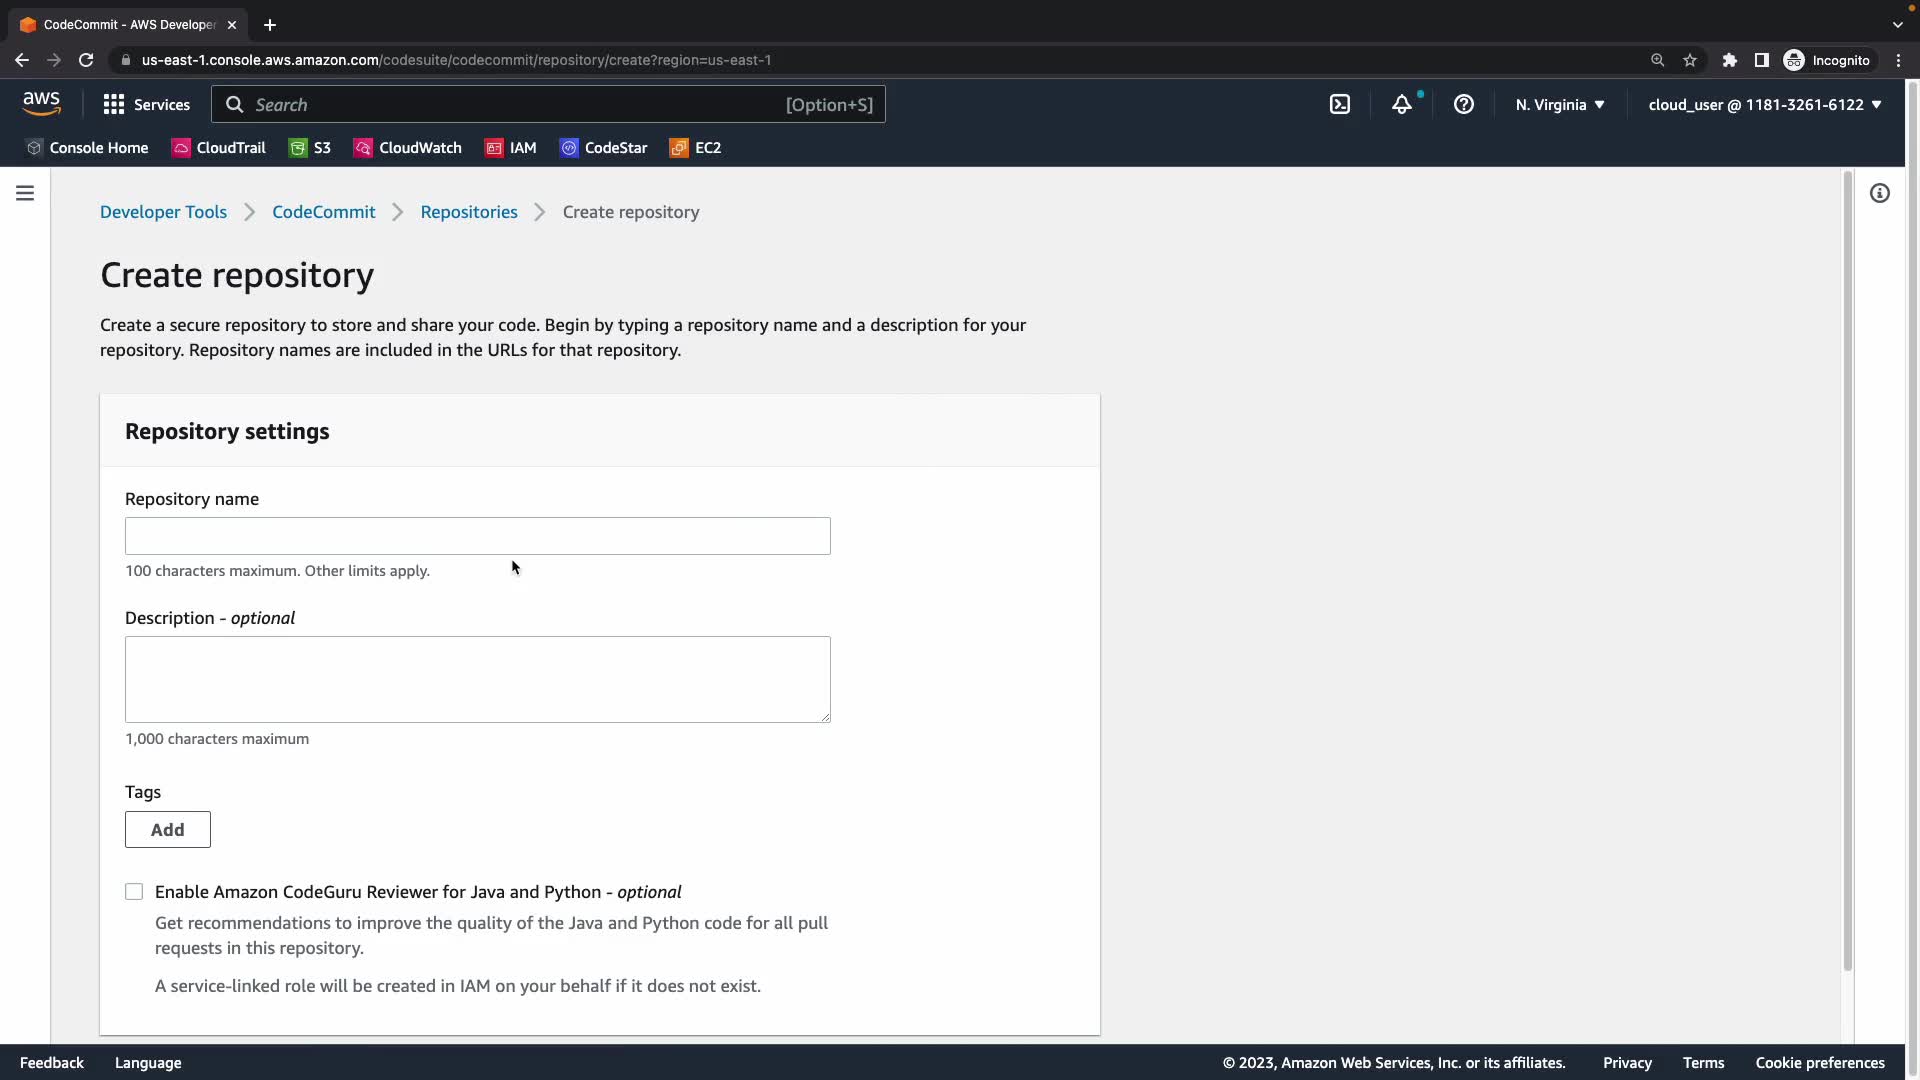 CodeCommit - AWS Developer
us-east-1.console.aws.amazon.com/codesuite/codecommit/repository/create?region=us-east-1
Incognito
aws
Services
Search
[Option+S]
N. Virginia
cloud_user @ 1181-3261-6122
Console Home
CloudTrail
S3
CloudWatch
IAM
CodeStar
EC2
Developer Tools
CodeCommit
Repositories
Create repository
Create repository
Create a secure repository to store and share your code. Begin by typing a repository name and a description for your
repository. Repository names are included in the URLs for that repository.
Repository settings
Repository name
100 characters maximum. Other limits apply.
Description - optional
1,000 characters maximum
Tags
Add
Enable Amazon CodeGuru Reviewer for Java and Python - optional
Get recommendations to improve the quality of the Java and Python code for all pull
requests in this repository.
A service-linked role will be created in IAM on your behalf if it does not exist.
Feedback
Language
© 2023, Amazon Web Services, Inc. or its affiliates.
Privacy
Terms
Cookie preferences